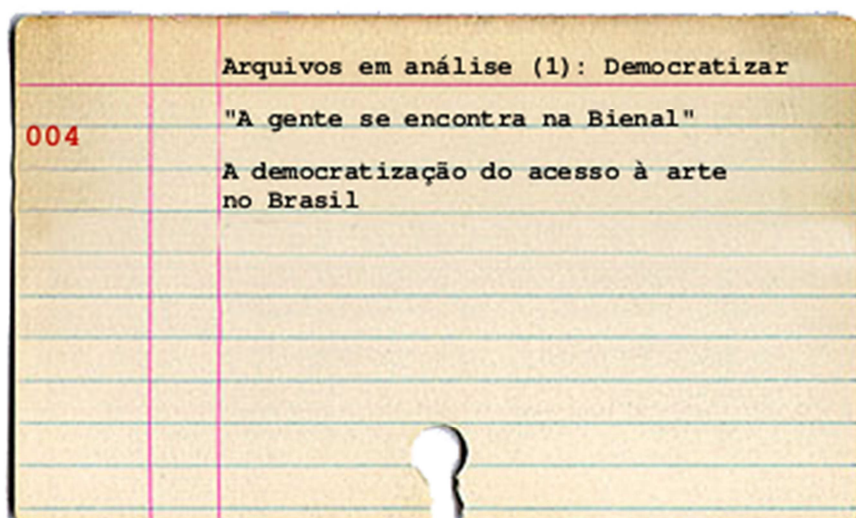 Arquivos em análise (1): Democratizar
"A gente se encontra na Bienal"
004
A democratização do acesso à arte
no Brasil